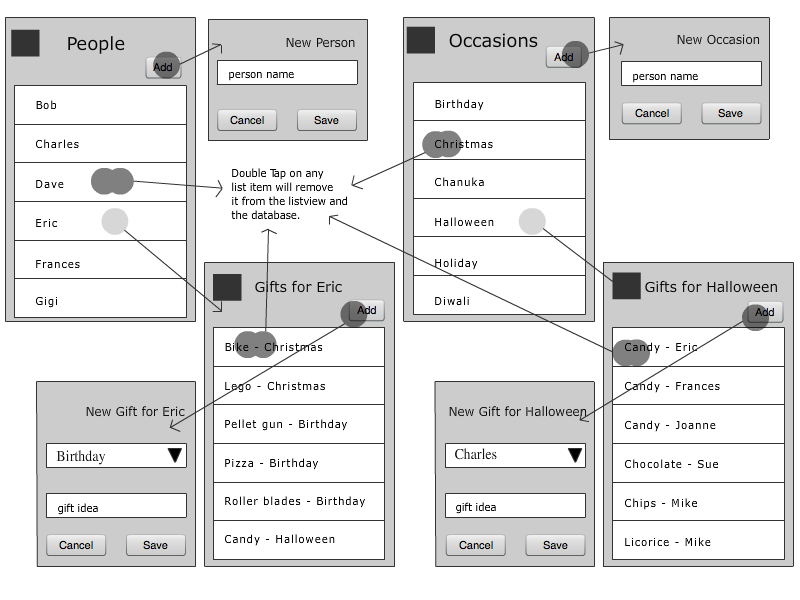 People
Add
Bob
Charles
Dave
Eric
Frances
Gigi
New Person
person name
Cancel
Save
Double Tap on any
list item will remove
it from the listview and
the database.
Occasions
Add
Birthday
Christmas
Chanuka
Halloween
Holiday
Diwali
New Occasion
person name
Cancel
Save
Gifts for Eric
Add
Bike - Christmas
Lego - Christmas
Pellet gun - Birthday
Pizza - Birthday
Roller blades - Birthday
Candy - Halloween
New Gift for Eric
Birthday
gift idea
Cancel
Save
Gifts for Halloween
Add
Candy - Eric
Candy - Frances
Candy - Joanne
Chocolate - Sue
Chips - Mike
Licorice - Mike
New Gift for Halloween
Charles
gift idea
Cancel
Save